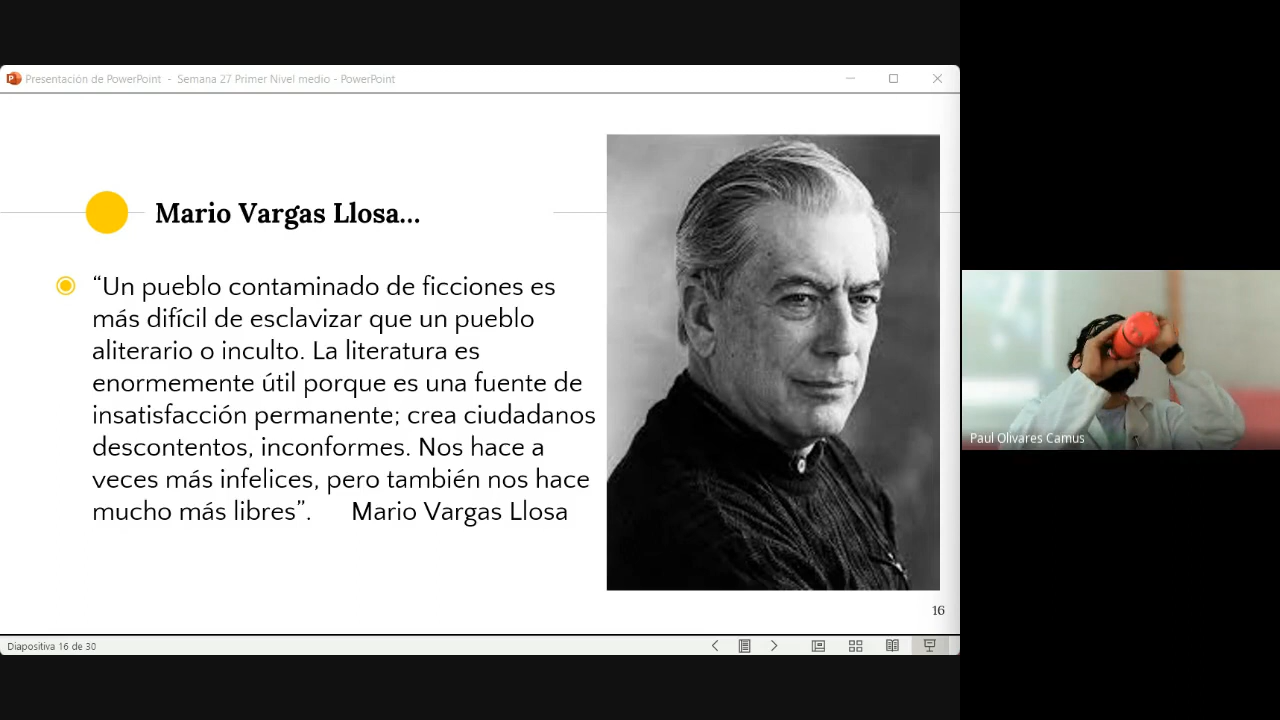 Presentación de PowerPoint - Semana 27 Primer Nivel medio - PowerPoint
Mario Vargas Llosa...
“Un pueblo contaminado de ficciones es
más difícil de esclavizar que un pueblo
aliterario o inculto. La literatura es
enormemente útil porque es una fuente de
insatisfacción permanente; crea ciudadanos
descontentos, inconformes. Nos hace a
veces más infelices, pero también nos hace
mucho más libres”. Mario Vargas Llosa
16
Diapositiva 16 de 30
Paul Olivares Camus